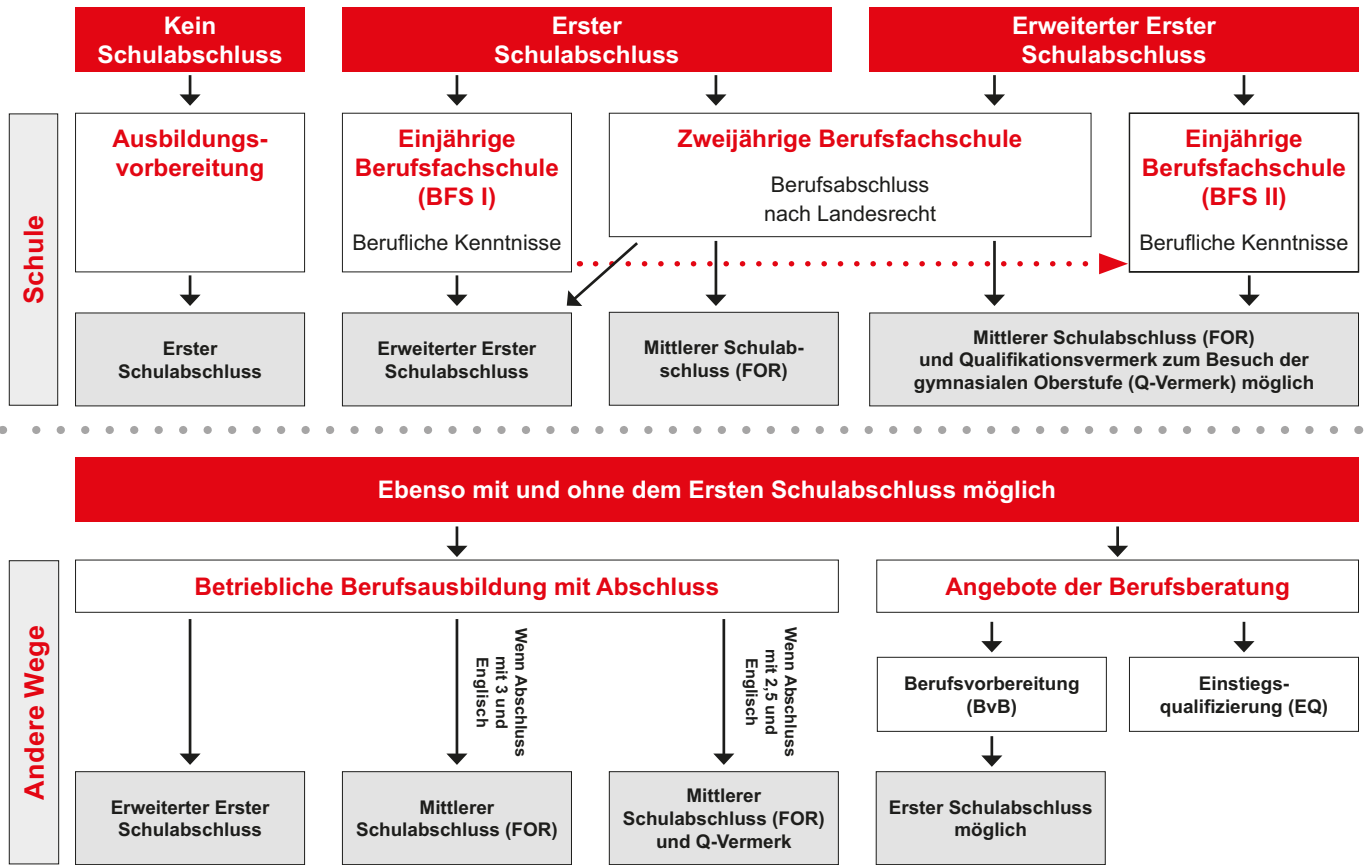 Kein
Schulabschluss
Erster
Schulabschluss
Erweiterter Erster
Schulabschluss
Schule
Ausbildungs-
vorbereitung
Einjährige
Berufsfachschule
(BFS I)
Berufliche Kenntnisse
Zweijährige Berufsfachschule
Berufsabschluss
nach Landesrecht
Einjährige
Berufsfachschule
(BFS II)
Berufliche Kenntnisse
Erster
Schulabschluss
Erweiterter Erster
Schulabschluss
Mittlerer Schulab-
schluss (FOR)
Mittlerer Schulabschluss (FOR)
und Qualifikationsvermerk zum Besuch der
gymnasialen Oberstufe (Q-Vermerk) möglich
Ebenso mit und ohne dem Ersten Schulabschluss möglich
Andere Wege
Betriebliche Berufsausbildung mit Abschluss
Angebote der Berufsberatung
Wenn Abschluss
mit 3 und
Englisch
Wenn Abschluss
mit 2,5 und
Englisch
Berufsvorbereitung
(BvB)
Einstiegs-
qualifizierung (EQ)
Erweiterter Erster
Schulabschluss
Mittlerer
Schulabschluss (FOR)
Mittlerer
Schulabschluss (FOR)
und Q-Vermerk
Erster Schulabschluss
möglich